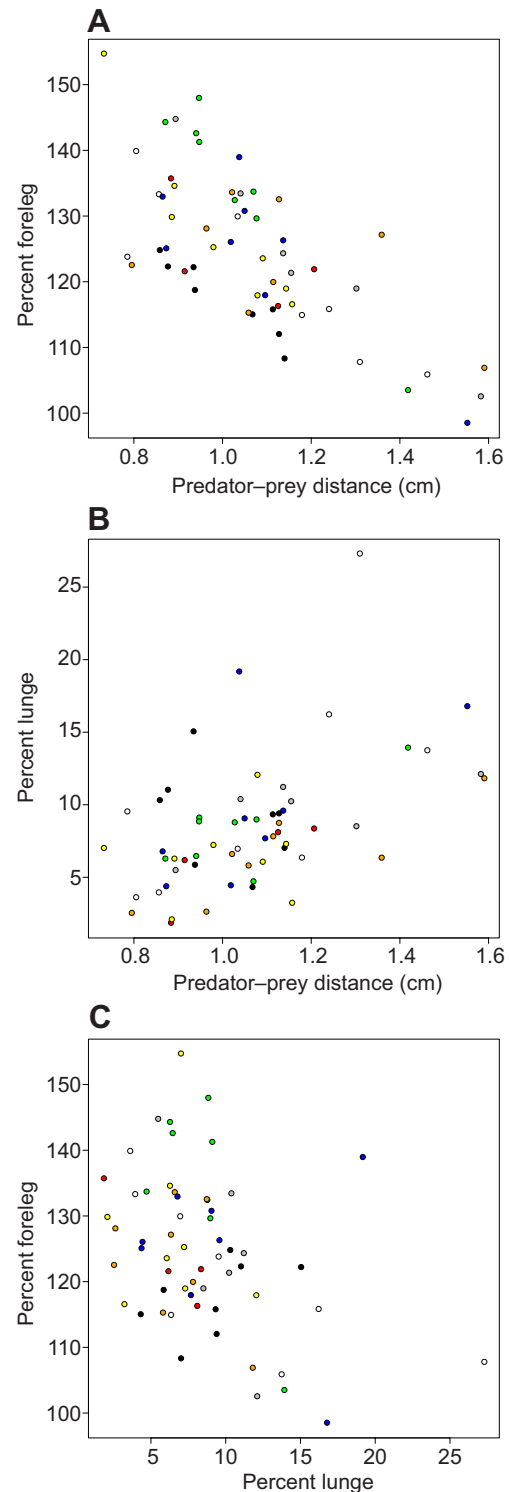 A
150
140
130
120
110
100
Percent foreleg
0.8 1.0 1.2 1.4 1.6
Predator–prey distance (cm)
B
25
20
15
10
5
Percent lunge
0.8 1.0 1.2 1.4 1.6
Predator–prey distance (cm)
C
150
140
130
120
110
100
Percent foreleg
5 10 15 20 25
Percent lunge